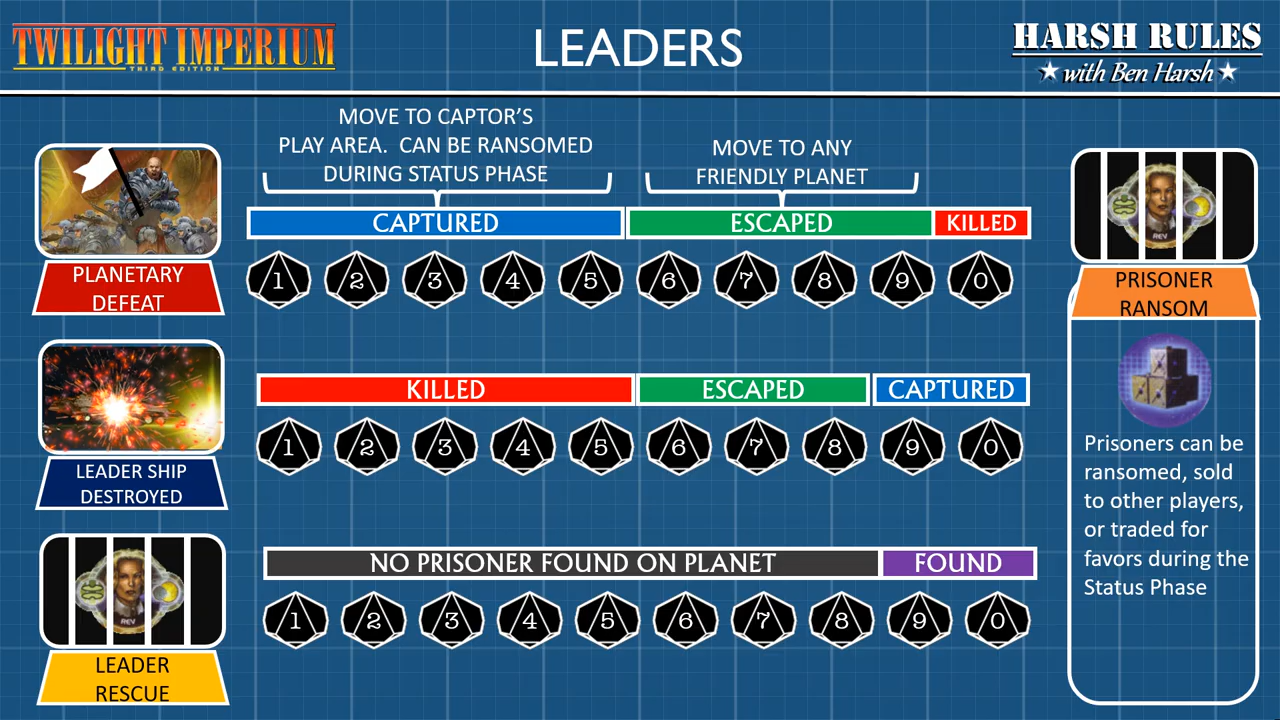 TWILIGHT IMPERIUM
THIRD EDITION
LEADERS
HARSH RULES
with Ben Harsh
MOVE TO CAPTOR'S
PLAY AREA. CAN BE RANSOMED
DURING STATUS PHASE
MOVE TO ANY
FRIENDLY PLANET
CAPTURED
ESCAPED
KILLED
1 2 3 4 5 6 7 8 9 0
PLANETARY
DEFEAT
KILLED
ESCAPED
CAPTURED
1 2 3 4 5 6 7 8 9 0
LEADER SHIP
DESTROYED
NO PRISONER FOUND ON PLANET
FOUND
1 2 3 4 5 6 7 8 9 0
REV
LEADER
RESCUE
REV
PRISONER
RANSOM
Prisoners can be
ransomed, sold
to other players,
or traded for
favors during the
Status Phase